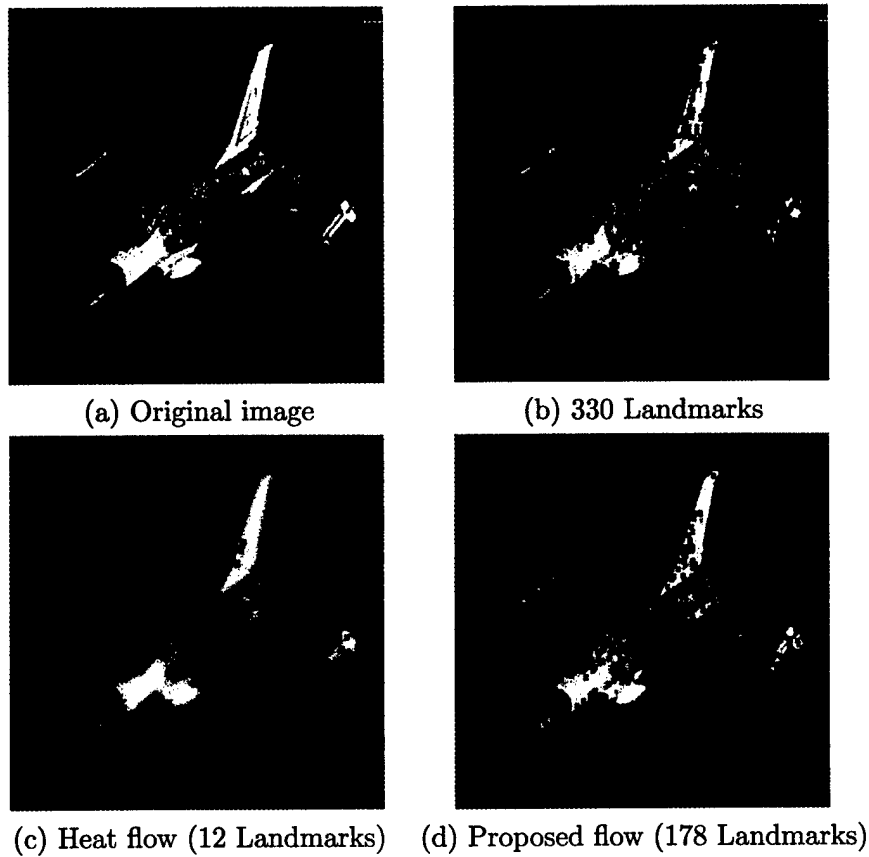 (a) Original image
(b) 330 Landmarks
(c) Heat flow (12 Landmarks)
(d) Proposed flow (178 Landmarks)